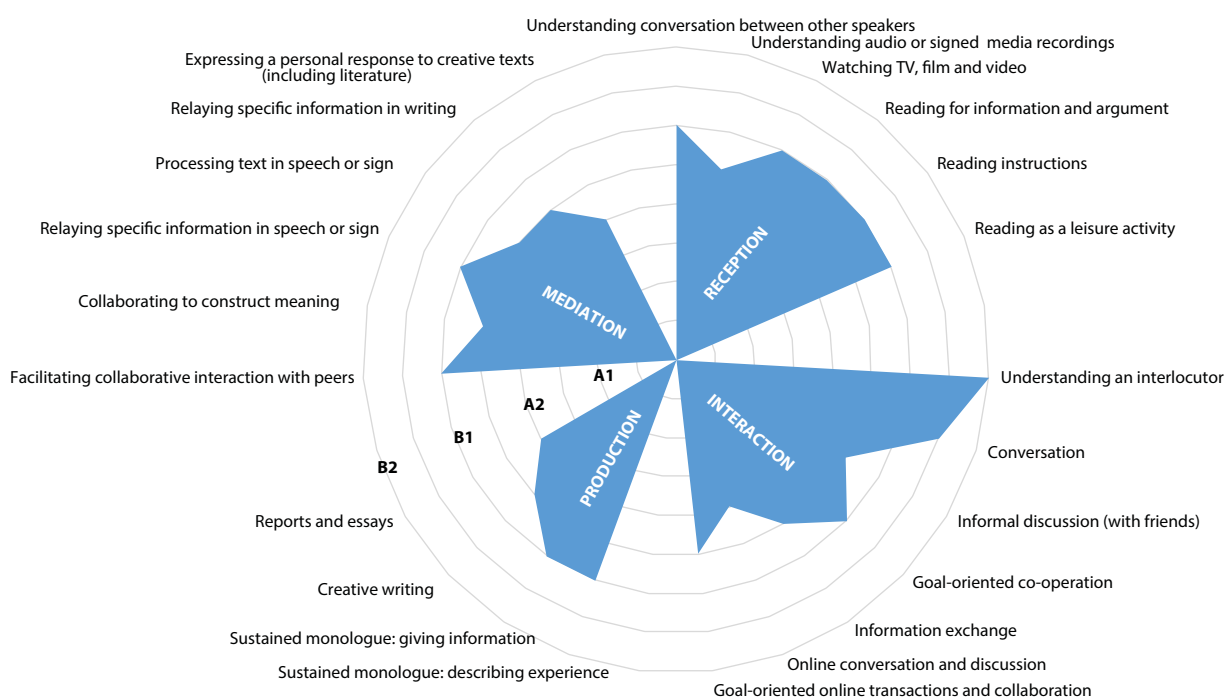 Understanding conversation between other speakers
Understanding audio or signed media recordings
Watching TV, film and video
Reading for information and argument
Reading instructions
Reading as a leisure activity
Understanding an interlocutor
Conversation
Informal discussion (with friends)
Goal-oriented co-operation
Information exchange
Online conversation and discussion
Goal-oriented online transactions and collaboration
Sustained monologue: describing experience
Sustained monologue: giving information
Creative writing
Reports and essays
Facilitating collaborative interaction with peers
Collaborating to construct meaning
Relaying specific information in speech or sign
Processing text in speech or sign
Relaying specific information in writing
Expressing a personal response to creative texts
(including literature)
RECEPTION
INTERACTION
PRODUCTION
MEDIATION
A1
A2
B1
B2